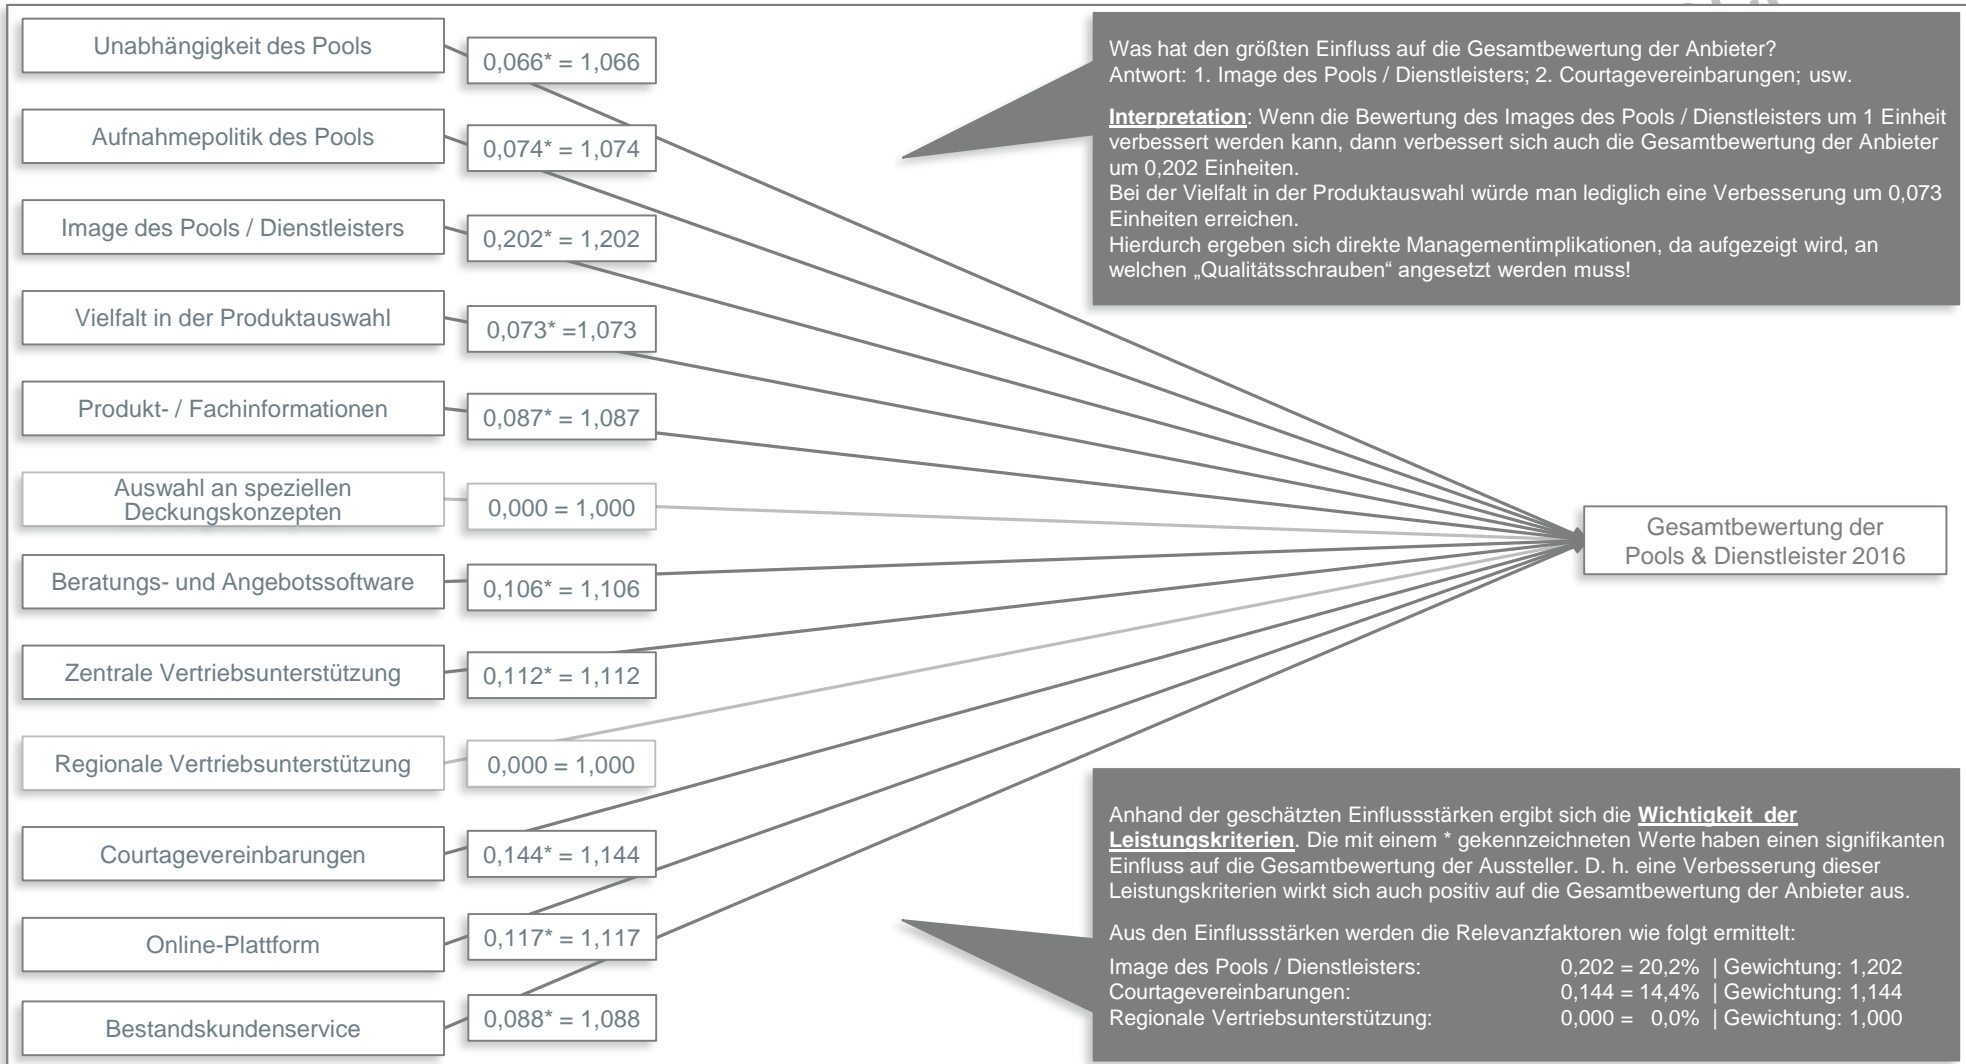 Unabhängigkeit des Pools
0,066* = 1,066
Aufnahmepolitik des Pools
0,074* = 1,074
Image des Pools / Dienstleisters
0,202* = 1,202
Vielfalt in der Produktauswahl
0,073* =1,073
Produkt- / Fachinformationen
0,087* = 1,087
Auswahl an speziellen
Deckungskonzepten
0,000 = 1,000
Beratungs- und Angebotssoftware
0,106* = 1,106
Zentrale Vertriebsunterstützung
0,112* = 1,112
Regionale Vertriebsunterstützung
0,000 = 1,000
Courtagevereinbarungen
0,144* = 1,144
Online-Plattform
0,117* = 1,117
Bestandskundenservice
0,088* = 1,088
Was hat den größten Einfluss auf die Gesamtbewertung der Anbieter?
Antwort: 1. Image des Pools / Dienstleisters; 2. Courtagevereinbarungen; usw.
Interpretation: Wenn die Bewertung des Images des Pools / Dienstleisters um 1 Einheit
verbessert werden kann, dann verbessert sich auch die Gesamtbewertung der Anbieter
um 0,202 Einheiten.
Bei der Vielfalt in der Produktauswahl würde man lediglich eine Verbesserung um 0,073
Einheiten erreichen.
Hierdurch ergeben sich direkte Managementimplikationen, da aufgezeigt wird, an
welchen „Qualitätsschrauben“ angesetzt werden muss!
Gesamtbewertung der
Pools & Dienstleister 2016
Anhand der geschätzten Einflussstärken ergibt sich die Wichtigkeit der
Leistungskriterien. Die mit einem * gekennzeichneten Werte haben einen signifikanten
Einfluss auf die Gesamtbewertung der Aussteller. D. h. eine Verbesserung dieser
Leistungskriterien wirkt sich auch positiv auf die Gesamtbewertung der Anbieter aus.
Aus den Einflussstärken werden die Relevanzfaktoren wie folgt ermittelt:
Image des Pools / Dienstleisters: 0,202 = 20,2% | Gewichtung: 1,202
Courtagevereinbarungen: 0,144 = 14,4% | Gewichtung: 1,144
Regionale Vertriebsunterstützung: 0,000 = 0,0% | Gewichtung: 1,000